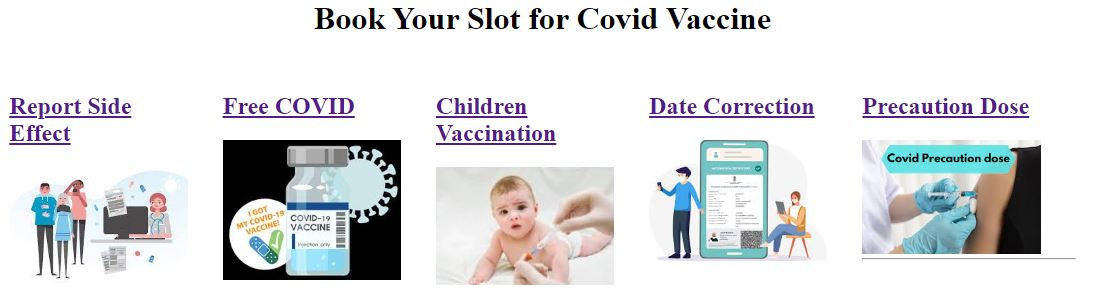 Book Your Slot for Covid Vaccine
Report Side
Effect
Free COVID
Children
Vaccination
Date Correction
Precaution Dose
I GOT
MY COVID-19
VACCINE!
COVID-19
VACCINE
Injection only
Covid Precaution dose